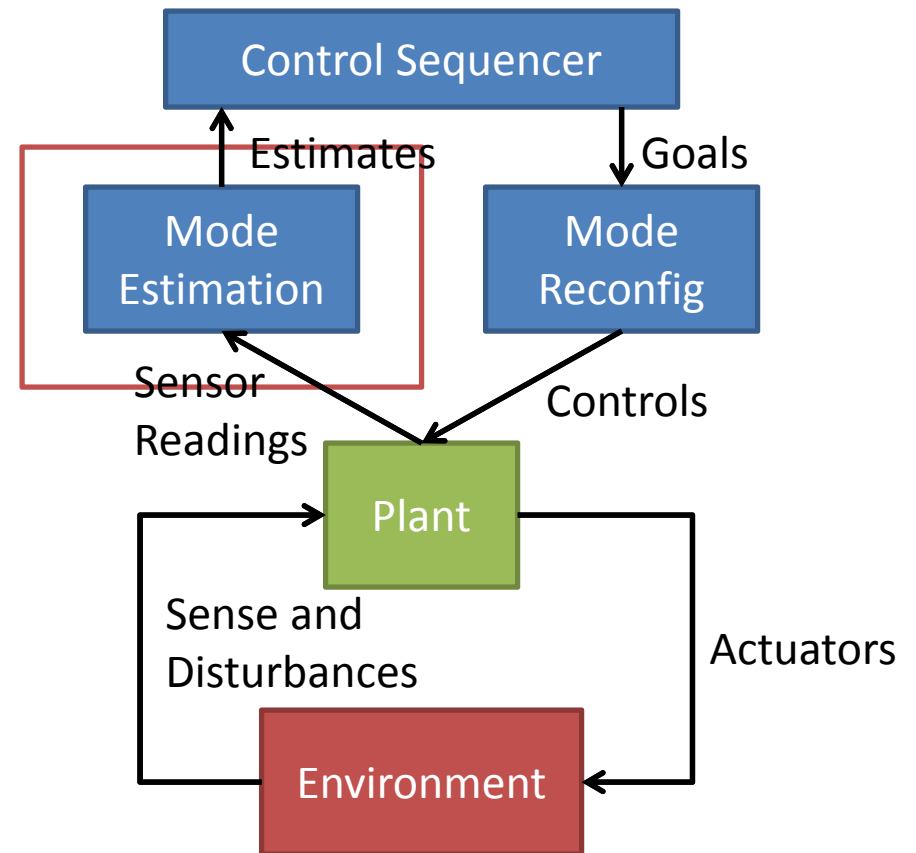 Control Sequencer
Estimates
Goals
Mode
Estimation
Mode
Reconfig
Sensor
Readings
Controls
Plant
Sense and
Disturbances
Actuators
Environment